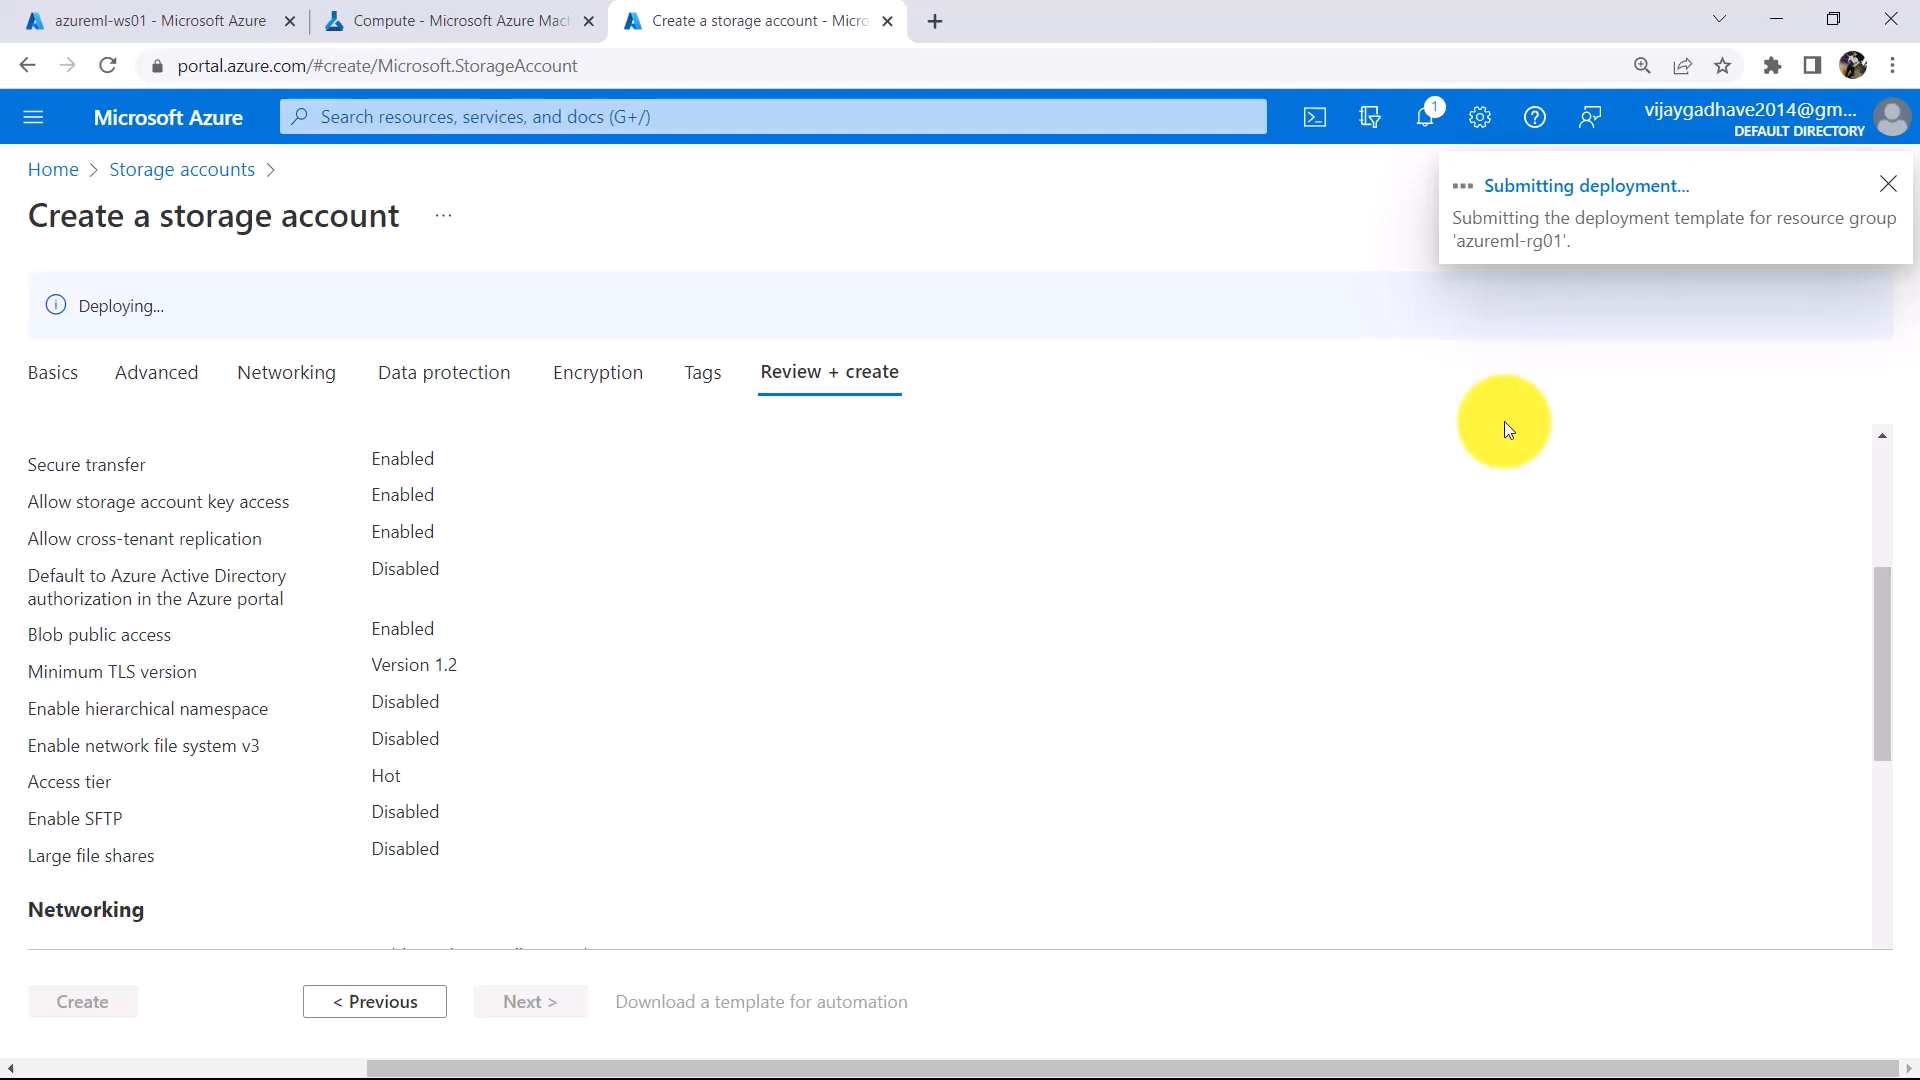 azureml-ws01 - Microsoft Azure
Compute - Microsoft Azure Mac
Create a storage account - Micro
portal.azure.com/#create/Microsoft.StorageAccount
Microsoft Azure
Search resources, services, and docs (G+/)
1
vijaygadhave2014@gm...
DEFAULT DIRECTORY
Home > Storage accounts >
Create a storage account ...
Submitting deployment...
Submitting the deployment template for resource group
'azureml-rg01'.
Deploying...
Basics Advanced Networking Data protection Encryption Tags Review + create
Secure transfer Enabled
Allow storage account key access Enabled
Allow cross-tenant replication Enabled
Default to Azure Active Directory Disabled
authorization in the Azure portal
Blob public access Enabled
Minimum TLS version Version 1.2
Enable hierarchical namespace Disabled
Enable network file system v3 Disabled
Access tier Hot
Enable SFTP Disabled
Large file shares Disabled
Networking
Create < Previous Next > Download a template for automation